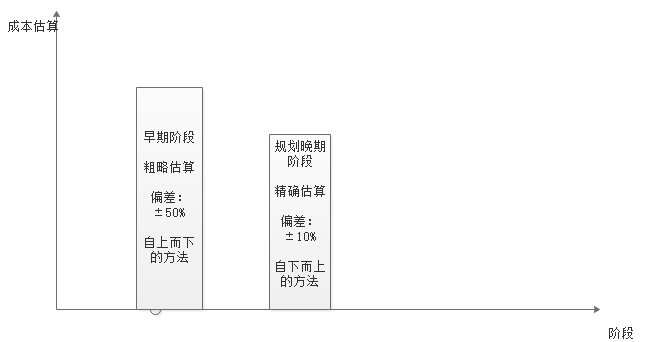 成本估算
早期阶段
粗略估算
偏差：
±50%
自上而下
的方法
规划晚期
阶段
精确估算
偏差：
±10%
自下而上
的方法
阶段